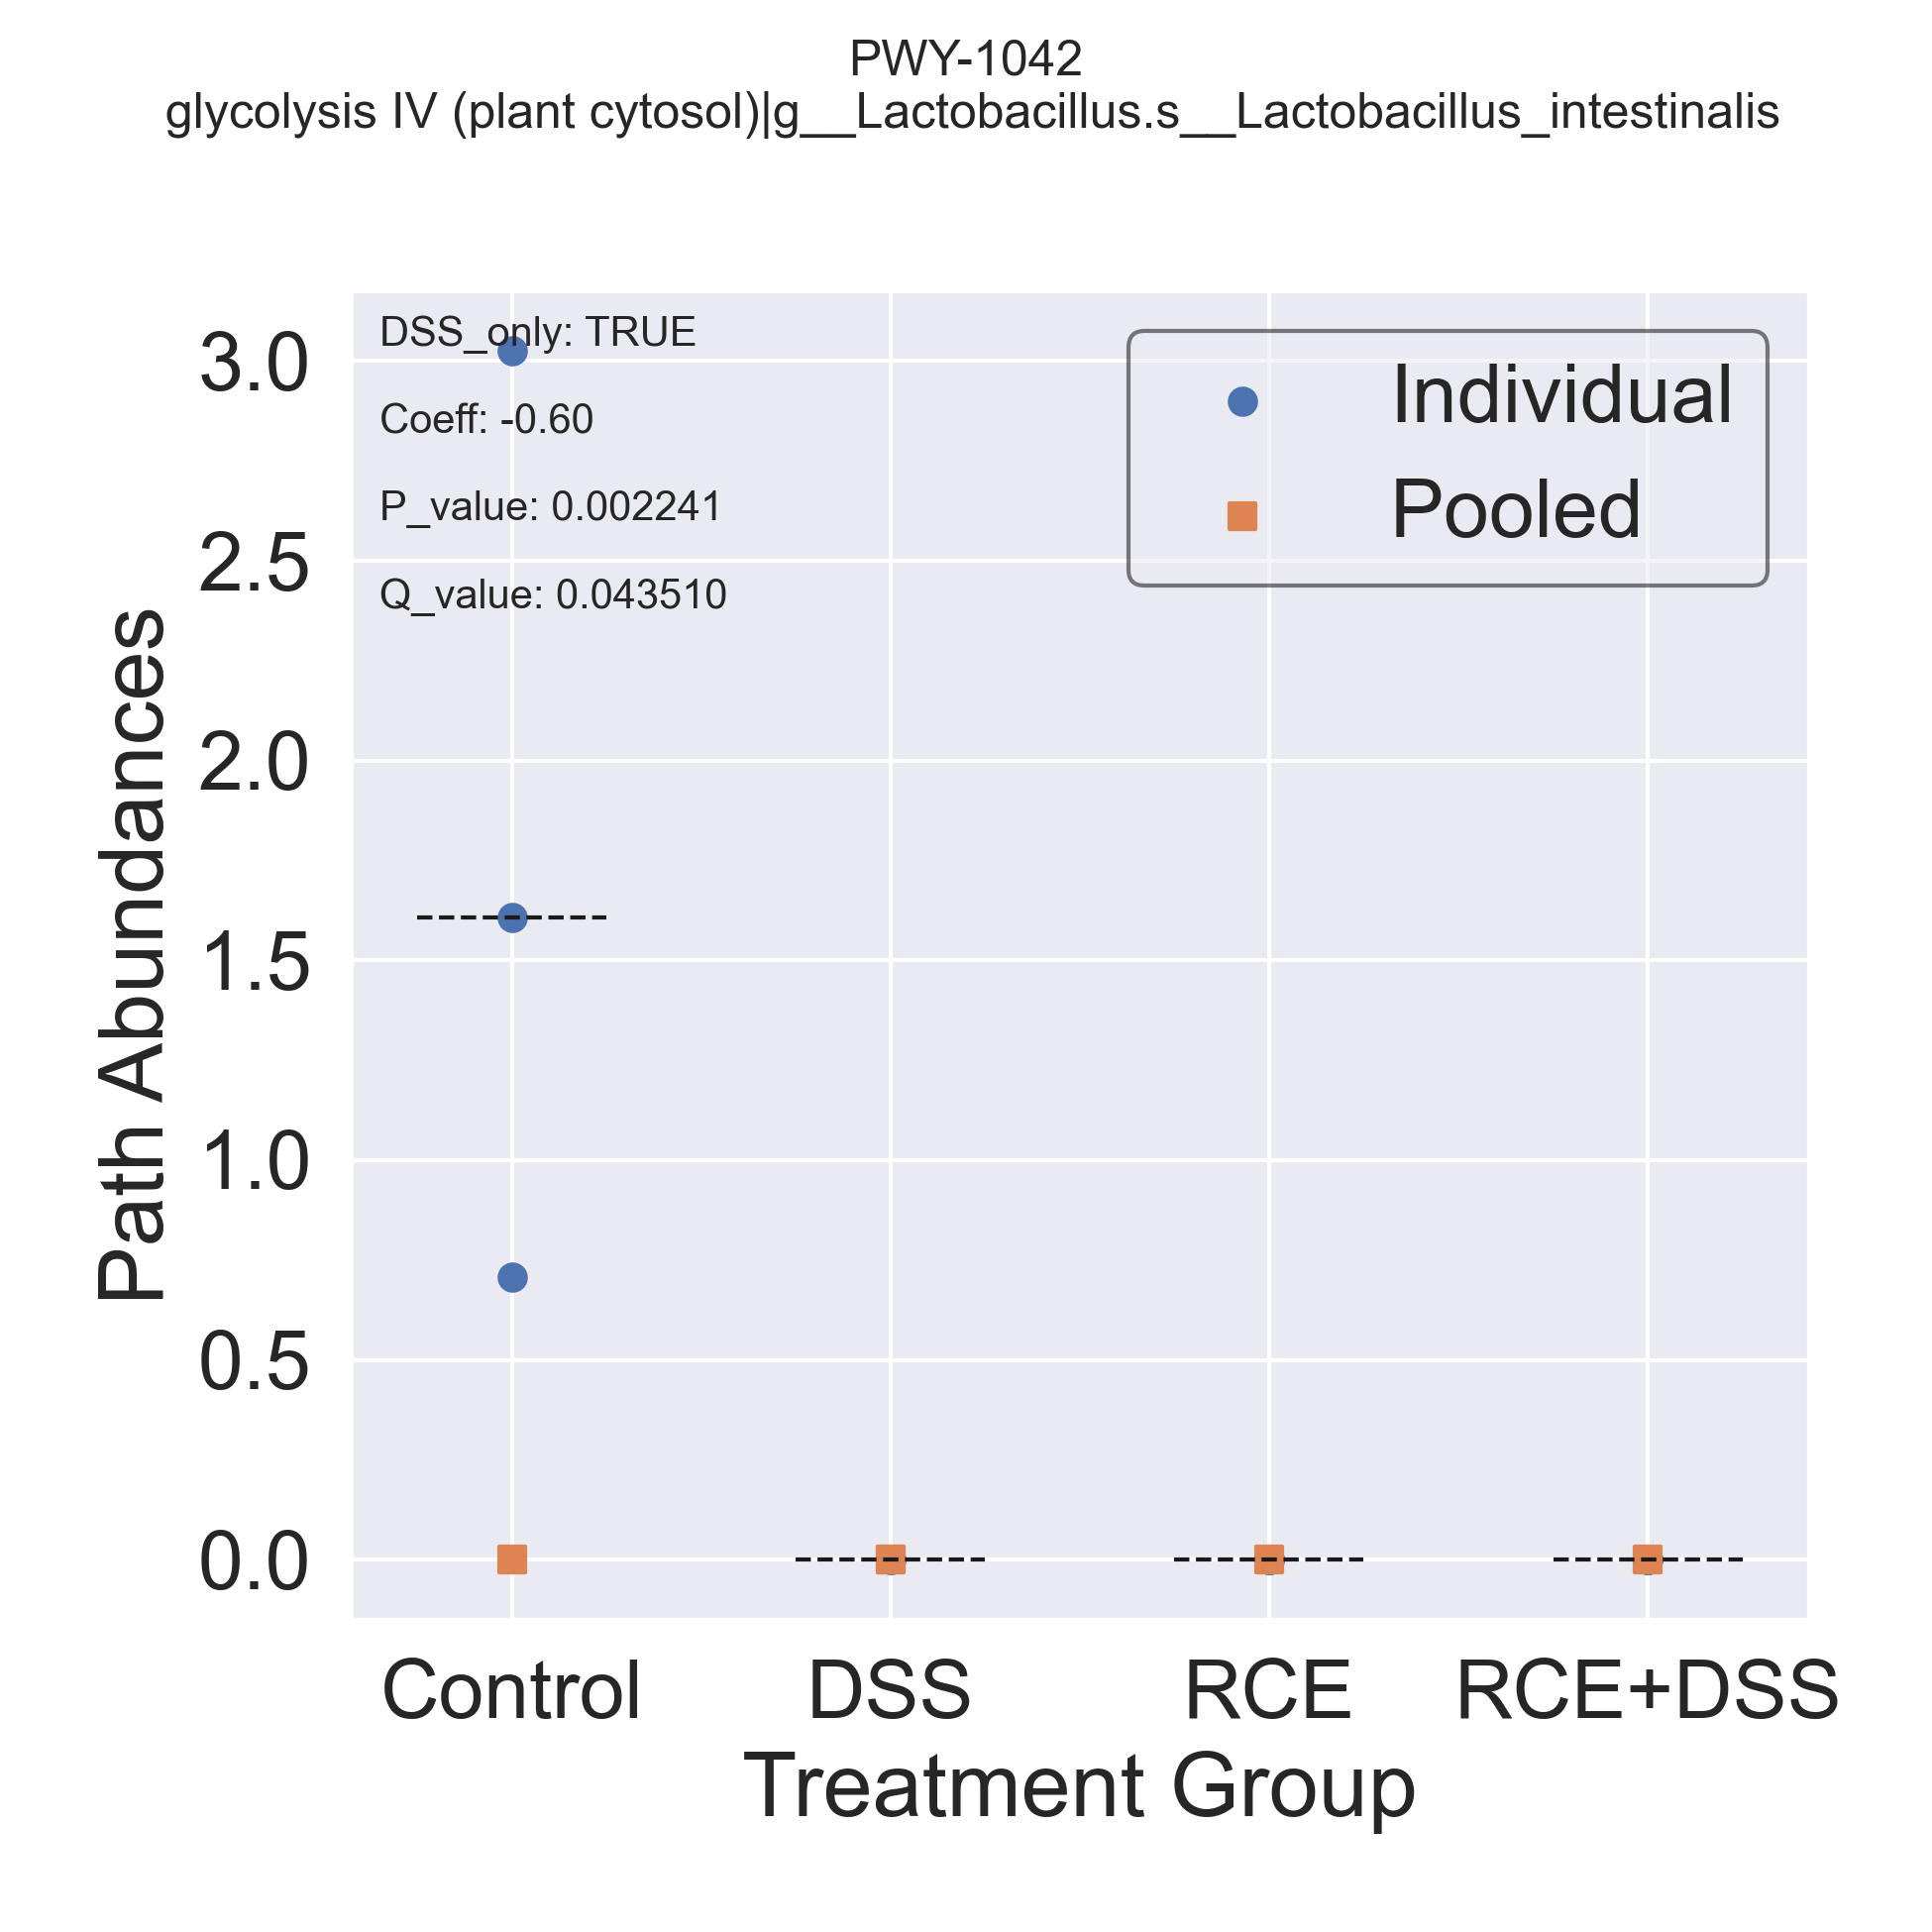 PWY-1042
glycolysis IV (plant cytosol)|g__Lactobacillus.s__Lactobacillus_intestinalis
DSS_only: TRUE
Coeff: -0.60
P_value: 0.002241
Q_value: 0.043510
Individual
Pooled
Path Abundances
3.0
2.5
2.0
1.5
1.0
0.5
0.0
Control DSS RCE RCE+DSS
Treatment Group